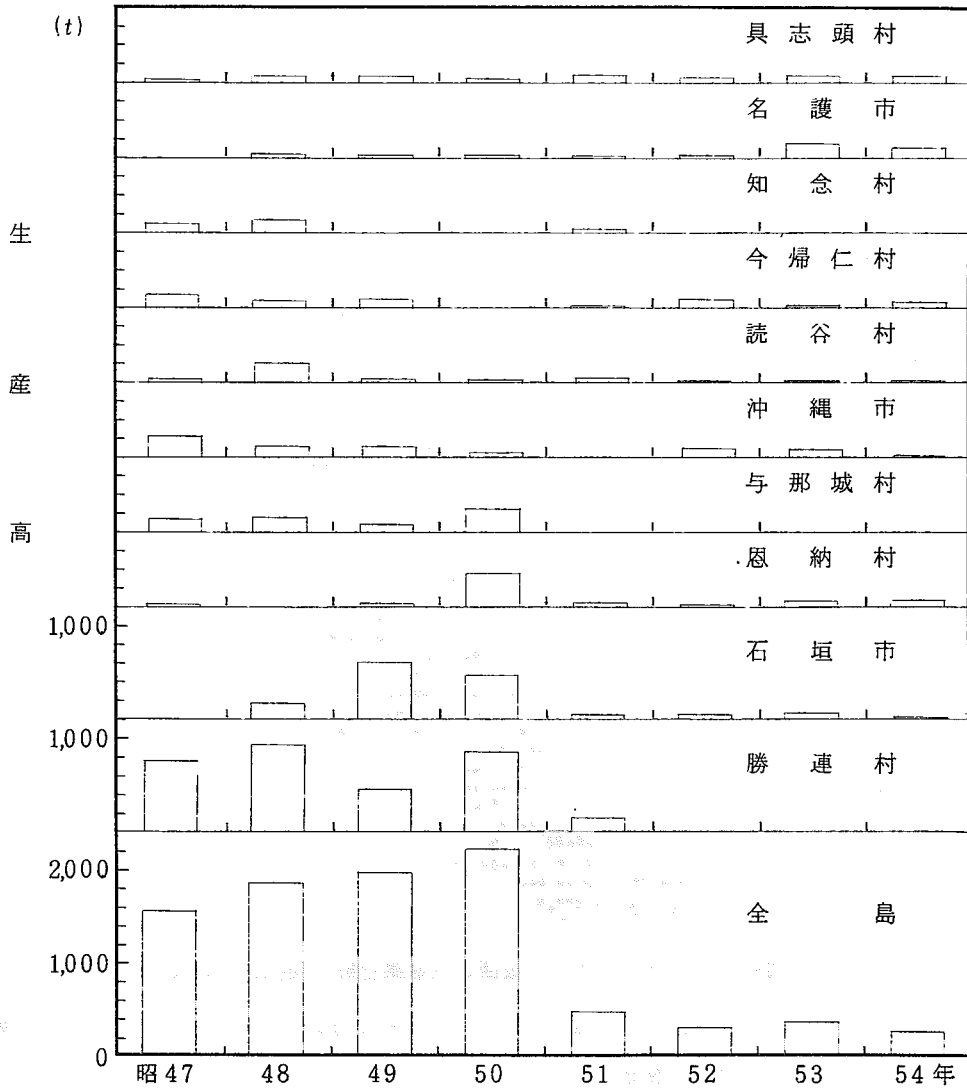 (t)
具志頭村
名護市
知念村
今帰仁村
読谷村
沖縄市
与那城村
恩納村
石垣市
勝連村
全島
生産高
1,000
1,000
2,000
1,000
0
昭47 48 49 50 51 52 53 54年